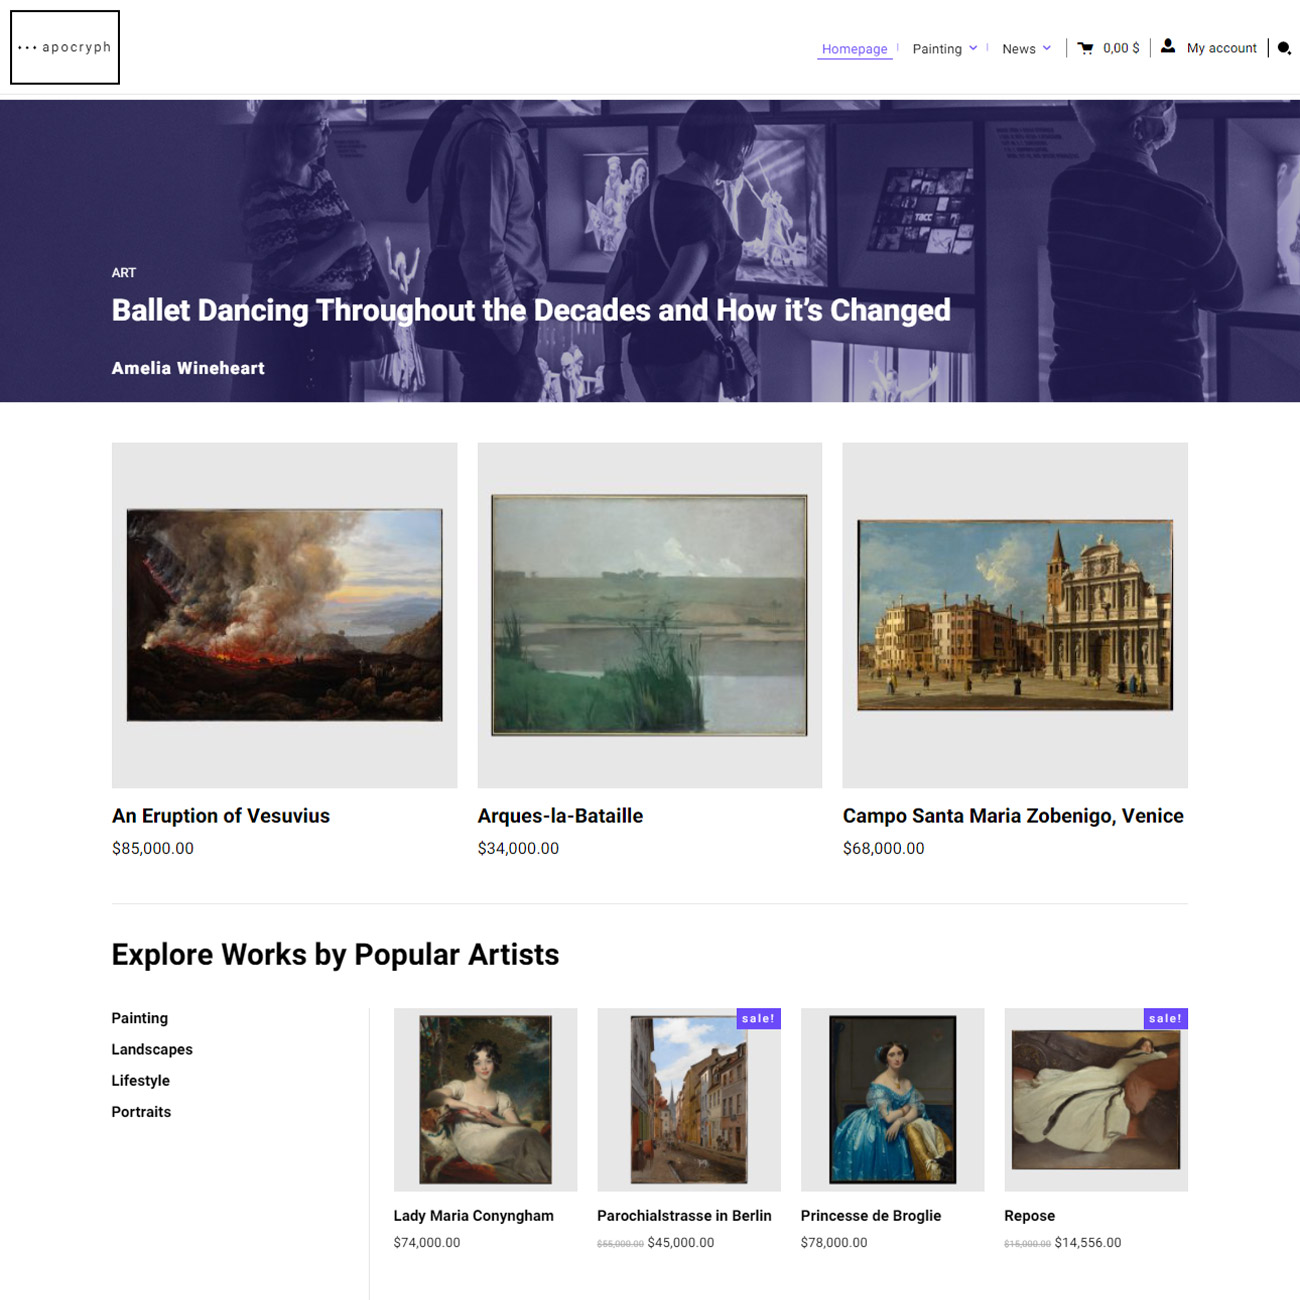 ••• apocryph
Homepage
Painting
News
0,00 $
My account
TACC
ART
Ballet Dancing Throughout the Decades and How it’s Changed
Amelia Wineheart
An Eruption of Vesuvius
$85,000.00
Arques-la-Bataille
$34,000.00
Campo Santa Maria Zobenigo, Venice
$68,000.00
Explore Works by Popular Artists
Painting
Landscapes
Lifestyle
Portraits
Lady Maria Conyngham
$74,000.00
sale!
Parochialstrasse in Berlin
$55,000.00 $45,000.00
Princesse de Broglie
$78,000.00
sale!
Repose
$15,000.00 $14,556.00